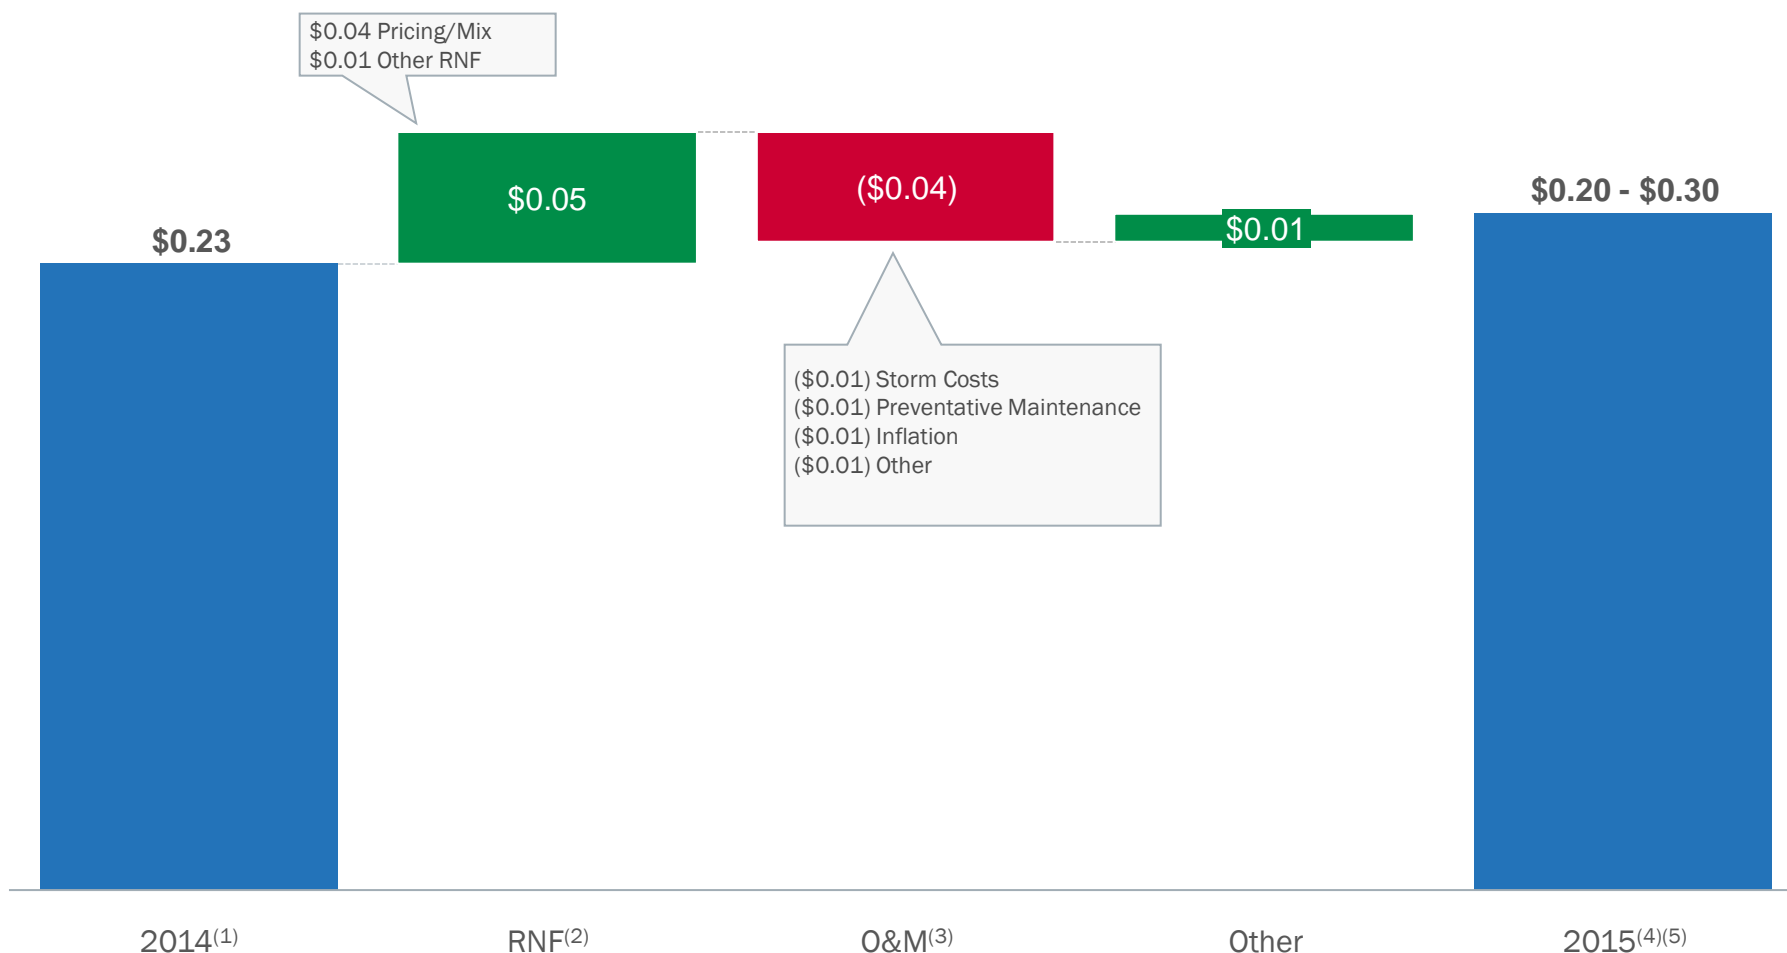 $0.04 Pricing/Mix
$0.01 Other RNF
$0.23
$0.05
($0.04)
$0.01
$0.20 - $0.30
($0.01) Storm Costs
($0.01) Preventative Maintenance
($0.01) Inflation
($0.01) Other
2014(1)
RNF(2)
O&M(3)
Other
2015(4)(5)